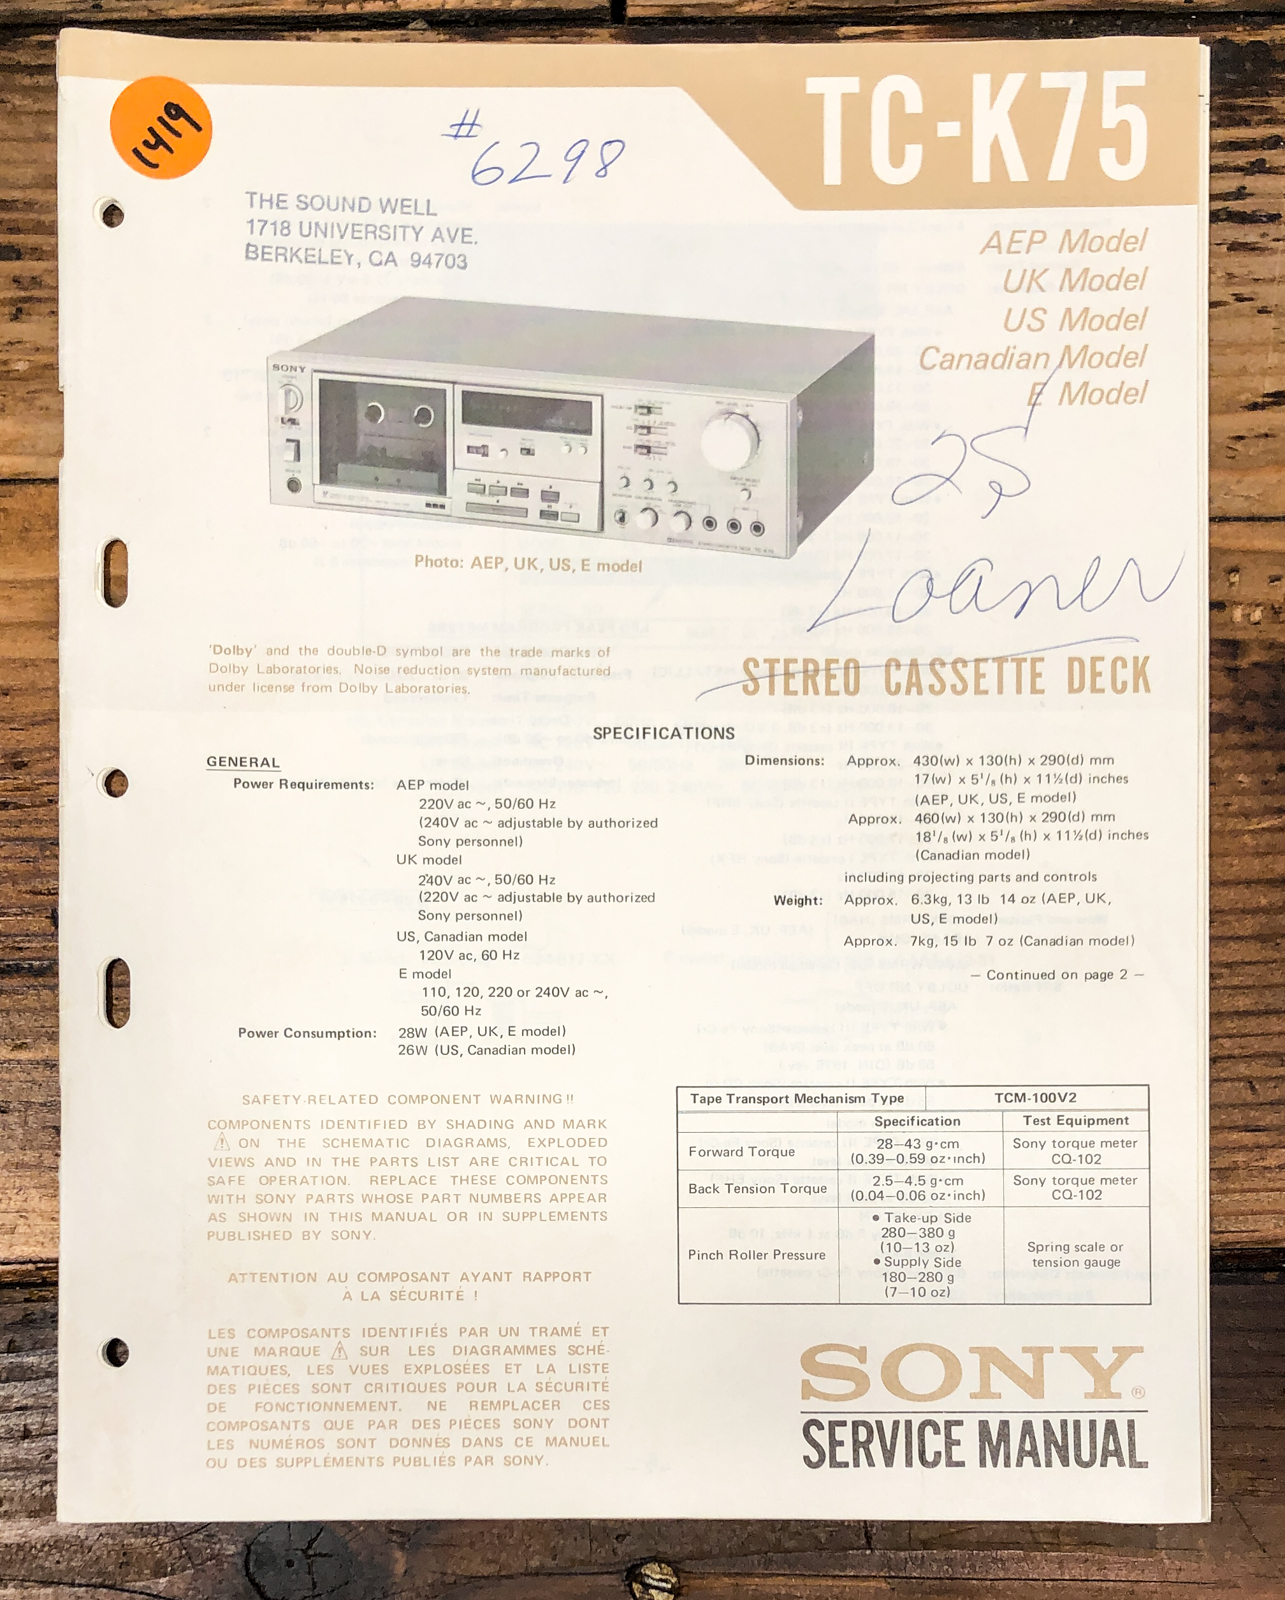 TC-K75
1419
#
6298
THE SOUND WELL
1718 UNIVERSITY AVE.
BERKELEY, CA 94703
AEP Model
UK Model
US Model
Canadian Model
E Model
SONY
Loaner
Photo: AEP, UK, US, E model
'Dolby' and the double-D symbol are the trade marks of
Dolby Laboratories. Noise reduction system manufactured
under license from Dolby Laboratories.
STEREO CASSETTE DECK
SPECIFICATIONS
GENERAL
Power Requirements: AEP model
220V ac ~, 50/60 Hz
(240V ac ~ adjustable by authorized
Sony personnel)
UK model
240V ac ~, 50/60 Hz
(220V ac ~ adjustable by authorized
Sony personnel)
US, Canadian model
120V ac, 60 Hz
E model
110, 120, 220 or 240V ac ~,
50/60 Hz
Power Consumption: 28W (AEP, UK, E model)
26W (US, Canadian model)
Dimensions: Approx. 430(w) x 130(h) x 290(d) mm
17(w) x 5 1/8 (h) x 11½(d) inches
(AEP, UK, US, E model)
Approx. 460(w) x 130(h) x 290(d) mm
18 1/8 (w) x 5 1/8 (h) x 11½(d) inches
(Canadian model)
including projecting parts and controls
Weight: Approx. 6.3kg, 13 lb 14 oz (AEP, UK,
US, E model)
Approx. 7kg, 15 lb 7 oz (Canadian model)
— Continued on page 2 —
SAFETY-RELATED COMPONENT WARNING!!
COMPONENTS IDENTIFIED BY SHADING AND MARK
⚠ ON THE SCHEMATIC DIAGRAMS, EXPLODED
VIEWS AND IN THE PARTS LIST ARE CRITICAL TO
SAFE OPERATION. REPLACE THESE COMPONENTS
WITH SONY PARTS WHOSE PART NUMBERS APPEAR
AS SHOWN IN THIS MANUAL OR IN SUPPLEMENTS
PUBLISHED BY SONY.
ATTENTION AU COMPOSANT AYANT RAPPORT
À LA SÉCURITÉ !
LES COMPOSANTS IDENTIFIÉS PAR UN TRAMÉ ET
UNE MARQUE ⚠ SUR LES DIAGRAMMES SCHÉ-
MATIQUES, LES VUES EXPLOSÉES ET LA LISTE
DES PIÈCES SONT CRITIQUES POUR LA SÉCURITÉ
DE FONCTIONNEMENT. NE REMPLACER CES
COMPOSANTS QUE PAR DES PIÈCES SONY DONT
LES NUMÉROS SONT DONNÉS DANS CE MANUEL
OU DES SUPPLÉMENTS PUBLIÉS PAR SONY.
Tape Transport Mechanism Type TCM-100V2
Specification Test Equipment
Forward Torque 28—43 g·cm (0.39—0.59 oz·inch) Sony torque meter CQ-102
Back Tension Torque 2.5—4.5 g·cm (0.04—0.06 oz·inch) Sony torque meter CQ-102
Pinch Roller Pressure
● Take-up Side
280—380 g
(10—13 oz)
● Supply Side
180—280 g
(7—10 oz)
Spring scale or
tension gauge
SONY®
SERVICE MANUAL